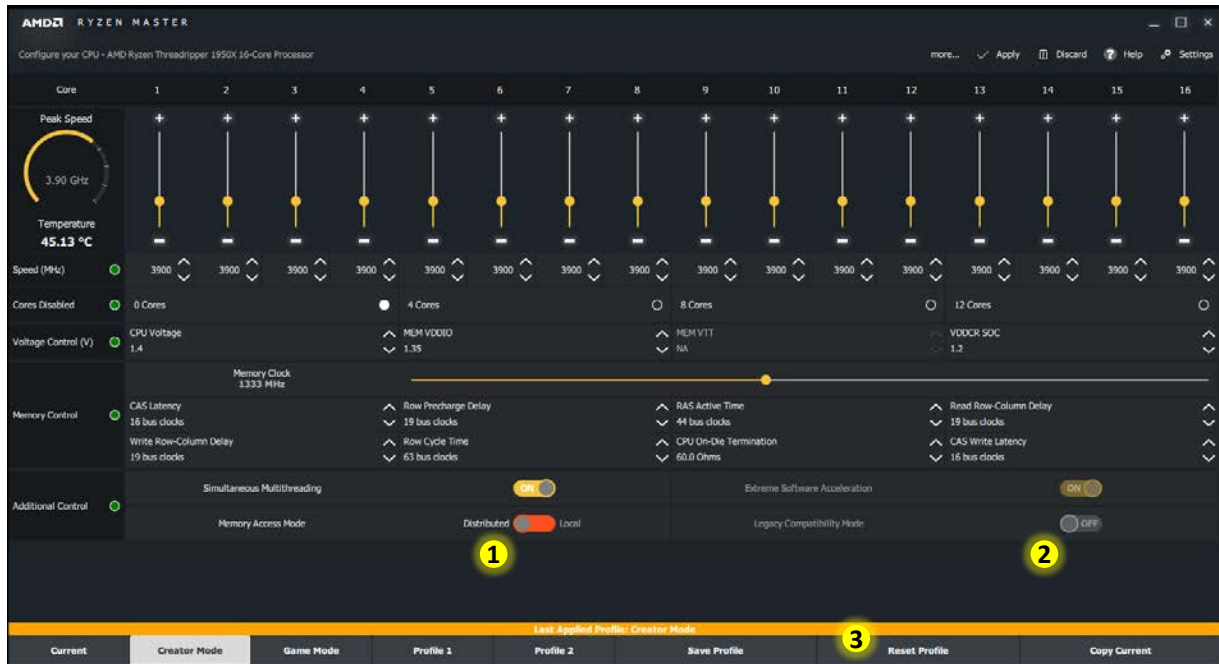 AMD RYZEN MASTER
Configure your CPU - AMD Ryzen Threadripper 1950X 16-Core Processor
more... Apply Discard Help Settings
Core 1 2 3 4 5 6 7 8 9 10 11 12 13 14 15 16
Peak Speed
3.90 GHz
Temperature
45.13 °C
Speed (MHz) 3900 3900 3900 3900 3900 3900 3900 3900 3900 3900 3900 3900 3900 3900 3900 3900
Cores Disabled 0 Cores 4 Cores 8 Cores 12 Cores
Voltage Control (V)
CPU Voltage MEM VDDIO MEM VTT VDDCR SOC
1.4 1.35 NA 1.2
Memory Clock
1333 MHz
Memory Control
CAS Latency Row Precharge Delay RAS Active Time Read Row-Column Delay
16 bus clocks 19 bus clocks 44 bus clocks 19 bus clocks
Write Row-Column Delay Row Cycle Time CPU On-Die Termination CAS Write Latency
19 bus clocks 63 bus clocks 60.0 Ohms 16 bus clocks
Additional Control
Simultaneous Multithreading ON Extreme Software Acceleration ON
Memory Access Mode Distributed Local Legacy Compatibility Mode OFF
1 2
Last Applied Profile: Creator Mode
3
Current Creator Mode Game Mode Profile 1 Profile 2 Save Profile Reset Profile Copy Current